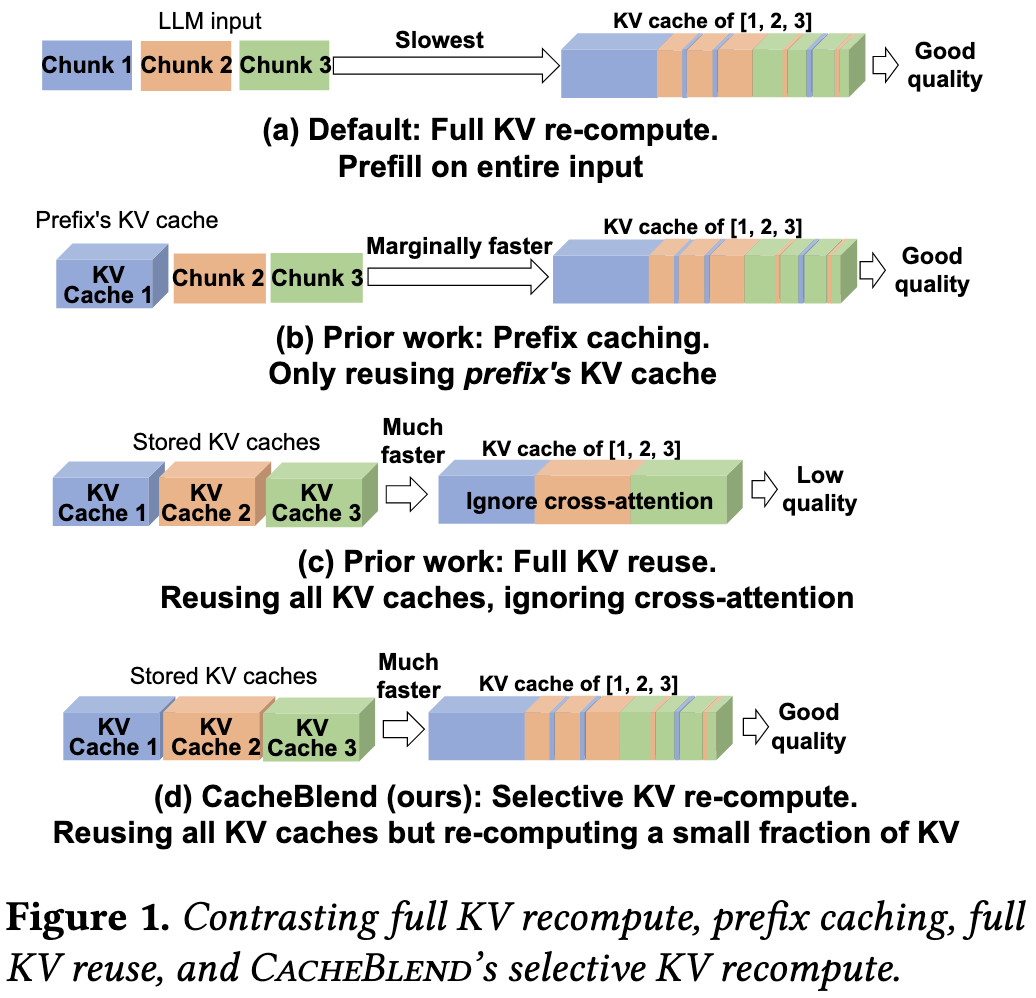 LLM input
Chunk 1 Chunk 2 Chunk 3
Slowest
KV cache of [1, 2, 3]
Good
quality
(a) Default: Full KV re-compute.
Prefill on entire input
Prefix's KV cache
KV
Cache 1
Chunk 2 Chunk 3
Marginally faster
KV cache of [1, 2, 3]
Good
quality
(b) Prior work: Prefix caching.
Only reusing prefix's KV cache
Stored KV caches
KV
Cache 1
KV
Cache 2
KV
Cache 3
Much
faster
KV cache of [1, 2, 3]
Ignore cross-attention
Low
quality
(c) Prior work: Full KV reuse.
Reusing all KV caches, ignoring cross-attention
Stored KV caches
KV
Cache 1
KV
Cache 2
KV
Cache 3
Much
faster
KV cache of [1, 2, 3]
Good
quality
(d) CacheBlend (ours): Selective KV re-compute.
Reusing all KV caches but re-computing a small fraction of KV
Figure 1. Contrasting full KV recompute, prefix caching, full
KV reuse, and CACHEBLEND's selective KV recompute.